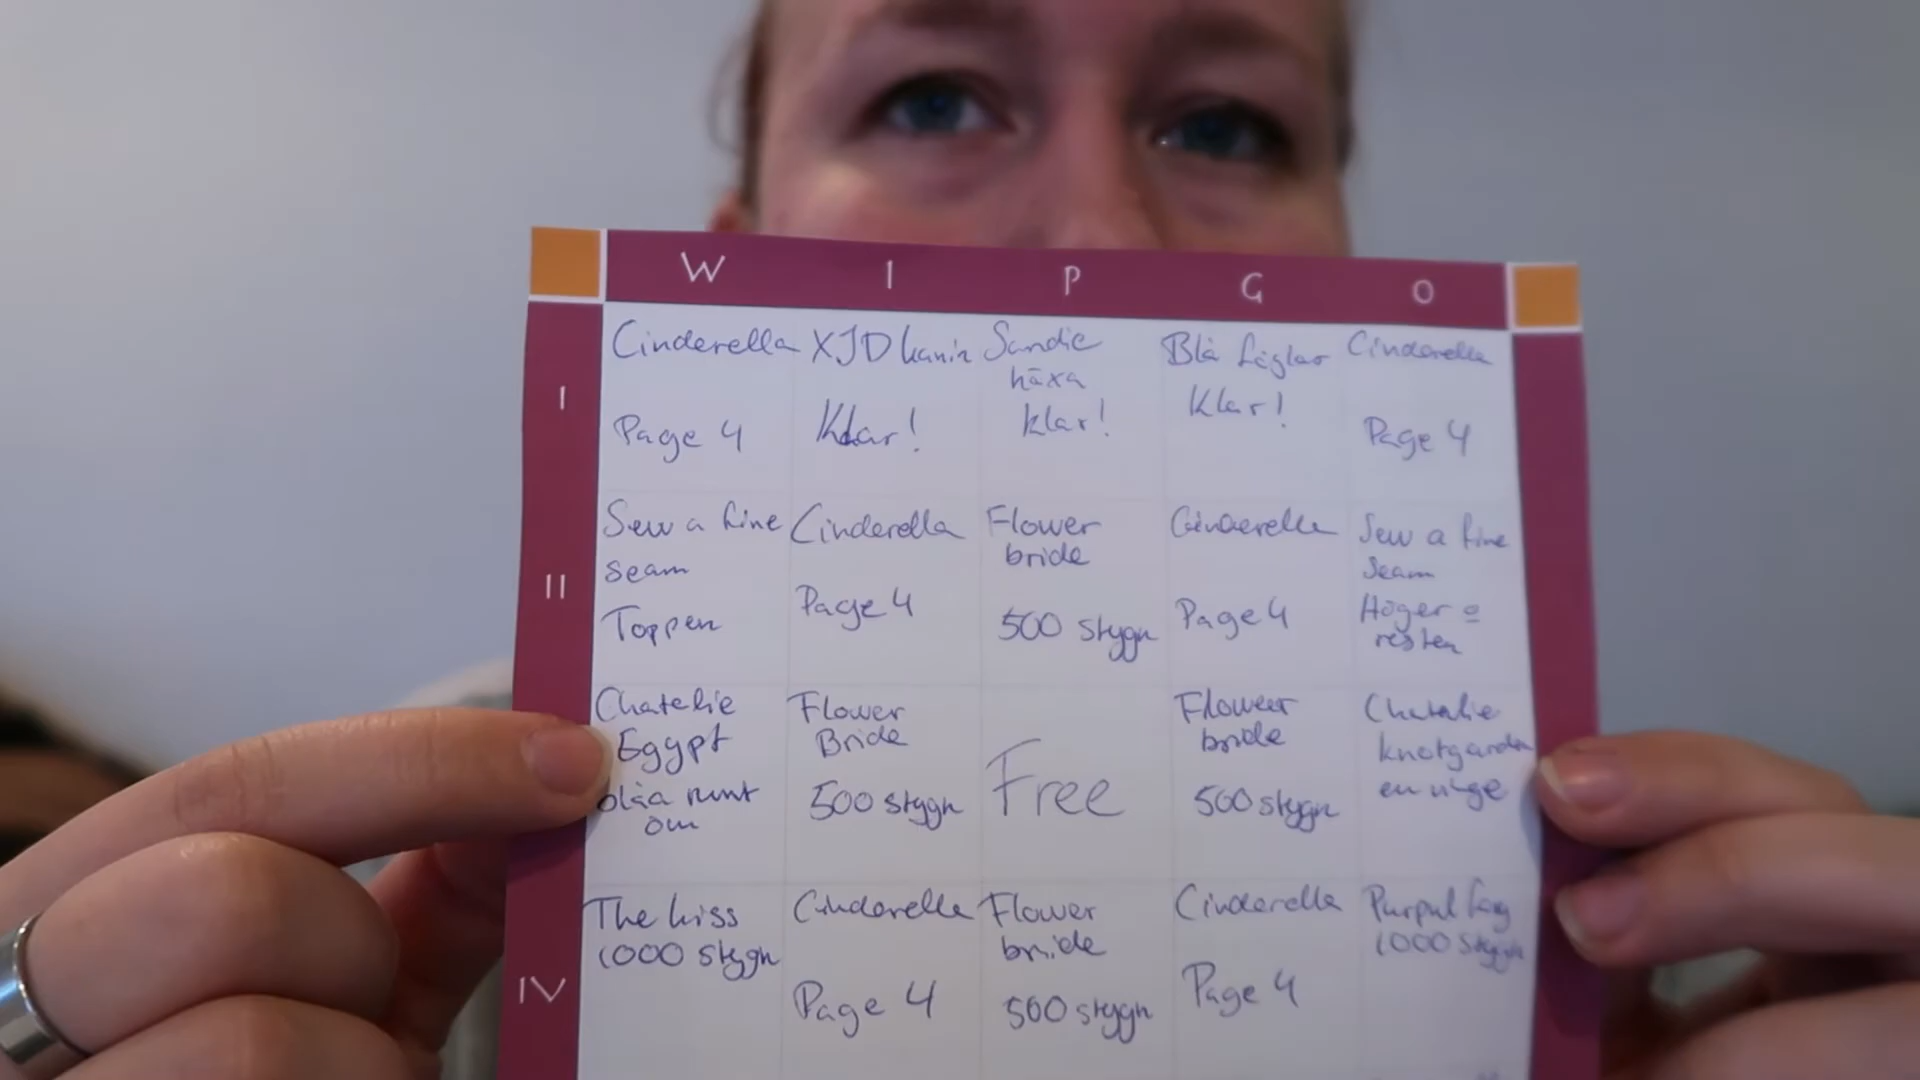 W I P G O
I
Cinderella
Page 4
XJD kanin
Klar!
Sandie
häxa
klar!
Blå fåglar
Klar!
Cinderella
Page 4
II
Sew a fine
seam
Toppen
Cinderella
Page 4
Flower
bride
500 stygn
Cinderella
Page 4
Sew a fine
seam
Höger o
resten
Chatelie
Egypt
blåa runt
om
Flower
Bride
500 stygn
Free
Flower
bride
500 stygn
Chatelie
knotgarden
en
IV
The kiss
1000 stygn
Cinderella
Page 4
Flower
bride
500 stygn
Cinderella
Page 4
Purpul
1000 stygn